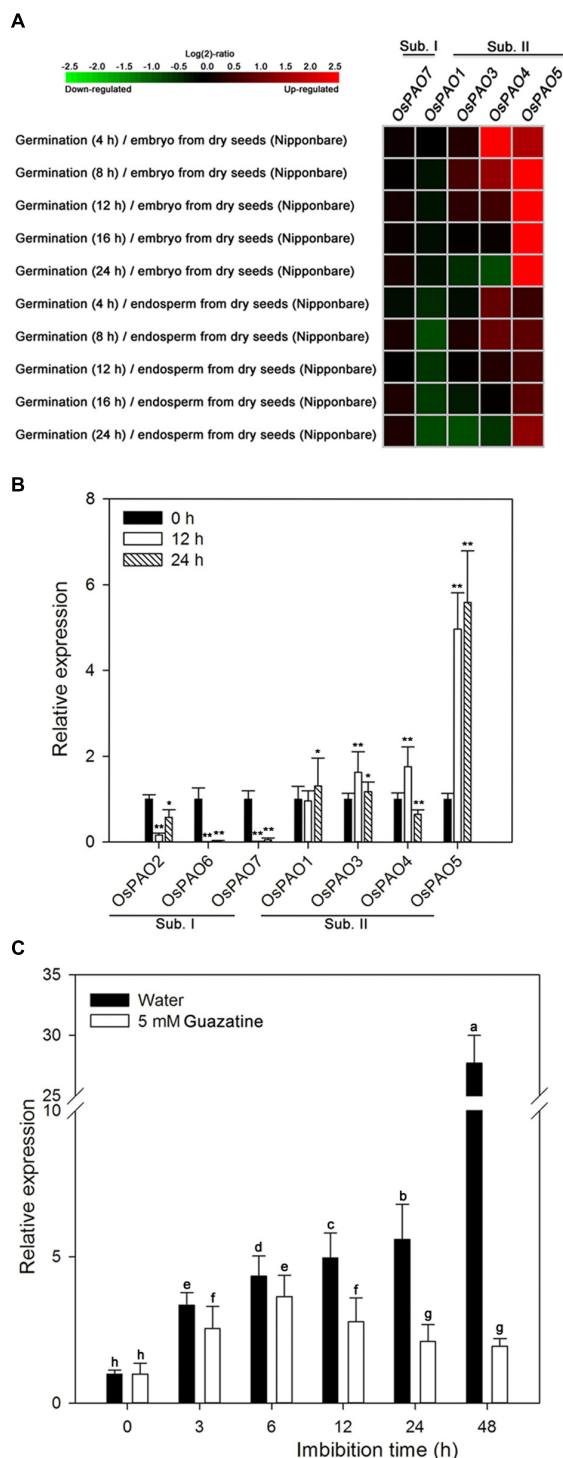 A
Log(2)-ratio
-2.5 -2.0 -1.5 -1.0 -0.5 0.0 0.5 1.0 1.5 2.0 2.5
Down-regulated Up-regulated
Sub. I Sub. II
OsPAO7 OsPAO1 OsPAO3 OsPAO4 OsPAO5
Germination (4 h) / embryo from dry seeds (Nipponbare)
Germination (8 h) / embryo from dry seeds (Nipponbare)
Germination (12 h) / embryo from dry seeds (Nipponbare)
Germination (16 h) / embryo from dry seeds (Nipponbare)
Germination (24 h) / embryo from dry seeds (Nipponbare)
Germination (4 h) / endosperm from dry seeds (Nipponbare)
Germination (8 h) / endosperm from dry seeds (Nipponbare)
Germination (12 h) / endosperm from dry seeds (Nipponbare)
Germination (16 h) / endosperm from dry seeds (Nipponbare)
Germination (24 h) / endosperm from dry seeds (Nipponbare)
B
Relative expression
8
6
4
2
0
0 h
12 h
24 h
** * ** ** ** ** * ** * ** ** ** **
OsPAO2 OsPAO6 OsPAO7 OsPAO1 OsPAO3 OsPAO4 OsPAO5
Sub. I Sub. II
C
Relative expression
35
30
25
10
5
0
Water
5 mM Guazatine
h h e f d e c f b g a g
0 3 6 12 24 48
Imbibition time (h)